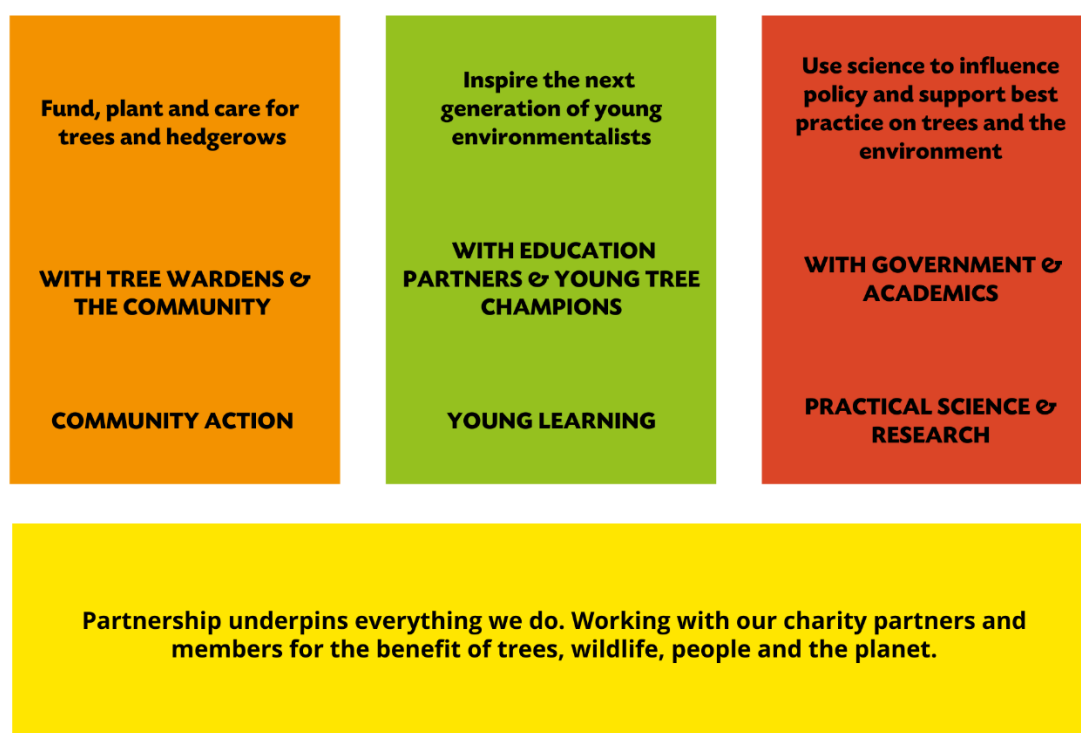 Fund, plant and care for
trees and hedgerows
WITH TREE WARDENS &
THE COMMUNITY
COMMUNITY ACTION
Inspire the next
generation of young
environmentalists
WITH EDUCATION
PARTNERS & YOUNG TREE
CHAMPIONS
YOUNG LEARNING
Use science to influence
policy and support best
practice on trees and the
environment
WITH GOVERNMENT &
ACADEMICS
PRACTICAL SCIENCE &
RESEARCH
Partnership underpins everything we do. Working with our charity partners and
members for the benefit of trees, wildlife, people and the planet.